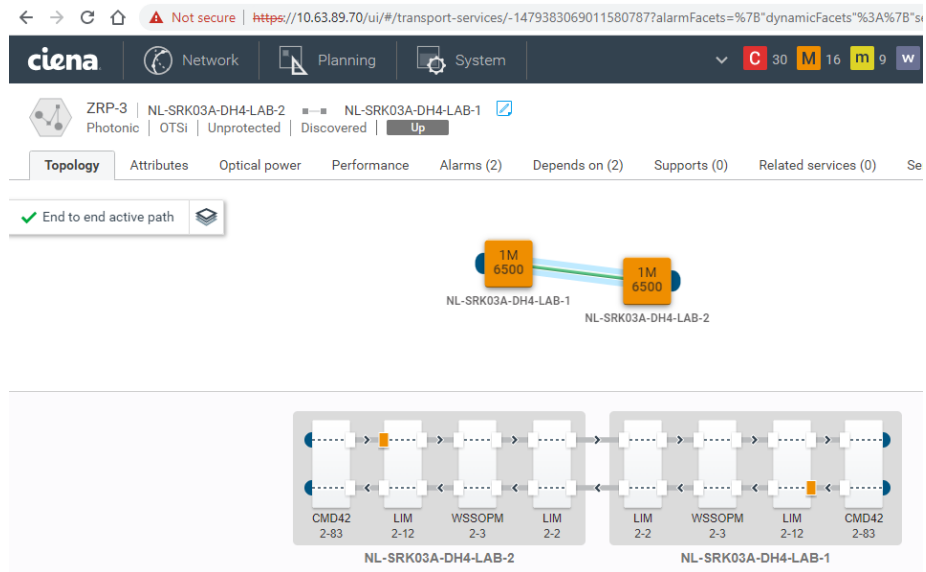 Not secure | https://10.63.89.70/ui/#/transport-services/-1479383069011580787?alarmFacets=%7B"dynamicFacets"%3A%7B"se
ciena Network Planning System C 30 M 16 m 9 w
ZRP-3 NL-SRK03A-DH4-LAB-2 NL-SRK03A-DH4-LAB-1
Photonic | OTSi | Unprotected | Discovered | Up
Topology Attributes Optical power Performance Alarms (2) Depends on (2) Supports (0) Related services (0) Se
End to end active path
1M
6500
NL-SRK03A-DH4-LAB-1
1M
6500
NL-SRK03A-DH4-LAB-2
CMD42 LIM WSSOPM LIM LIM WSSOPM LIM CMD42
2-83 2-12 2-3 2-2 2-2 2-3 2-12 2-83
NL-SRK03A-DH4-LAB-2 NL-SRK03A-DH4-LAB-1